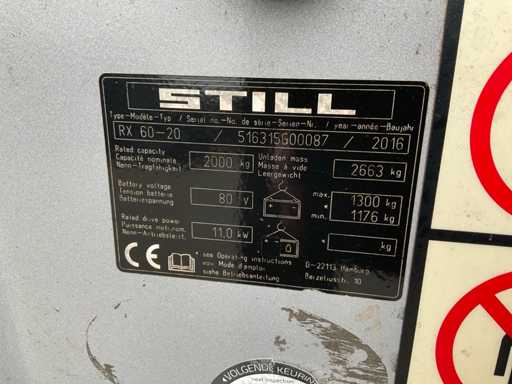 STILL
Type-Modèle-Typ / Serial no.-No. de série-Serien-Nr. / year-année-Baujahr
RX 60-20 / 516315G00087 / 2016
Rated capacity
Capacité nominale
Nenn-Tragfähigkeit
2000 kg
Unladen mass
Masse à vide
Leergewicht
2663 kg
Battery voltage
Tension batterie
Batteriespannung
80 V
max. 1300 kg
min. 1176 kg
Rated drive power
Puissance mot.nom.
Nenn-Antriebsleist.
11.0 kW
* kg
CE
* see Operating instructions
voir Mode d'emploi
siehe Betriebsanleitung
D-22113 Hamburg
Berzeliusstr. 10
VOLGENDE KEURING
next inspection